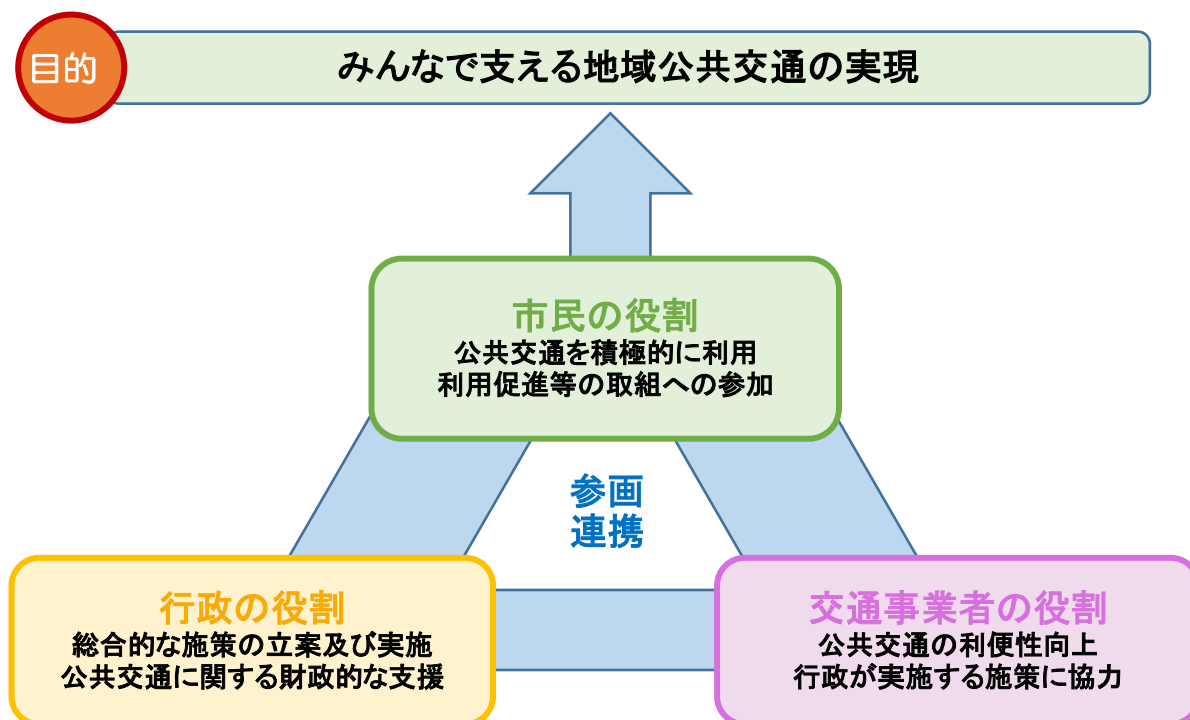 目的
みんなで支える地域公共交通の実現
市民の役割
公共交通を積極的に利用
利用促進等の取組への参加
参画
連携
行政の役割
総合的な施策の立案及び実施
公共交通に関する財政的な支援
交通事業者の役割
公共交通の利便性向上
行政が実施する施策に協力